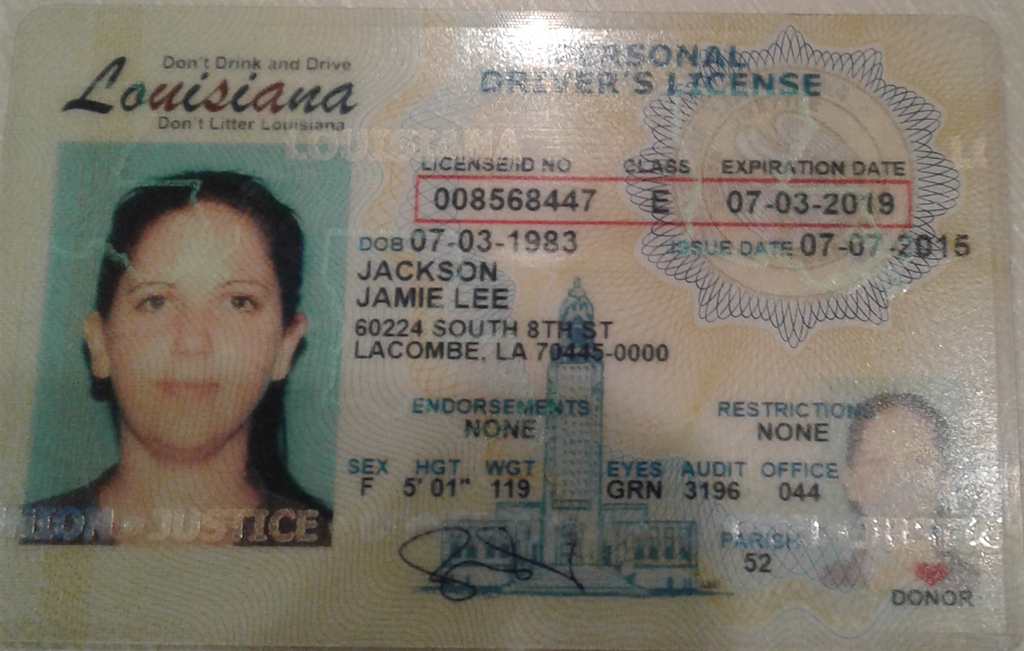 Don't Drink and Drive
Louisiana
Don't Litter Louisiana
PERSONAL
DRIVER'S LICENSE
LOUISIANA
LICENSE/ID NO CLASS EXPIRATION DATE
008568447 E 07-03-2019
DOB 07-03-1983 ISSUE DATE 07-07-2015
JACKSON
JAMIE LEE
60224 SOUTH 8TH ST
LACOMBE, LA 70445-0000
ENDORSEMENTS RESTRICTIONS
NONE NONE
SEX HGT WGT EYES AUDIT OFFICE
F 5' 01" 119 GRN 3196 044
JUSTICE
PARISH
52
DONOR